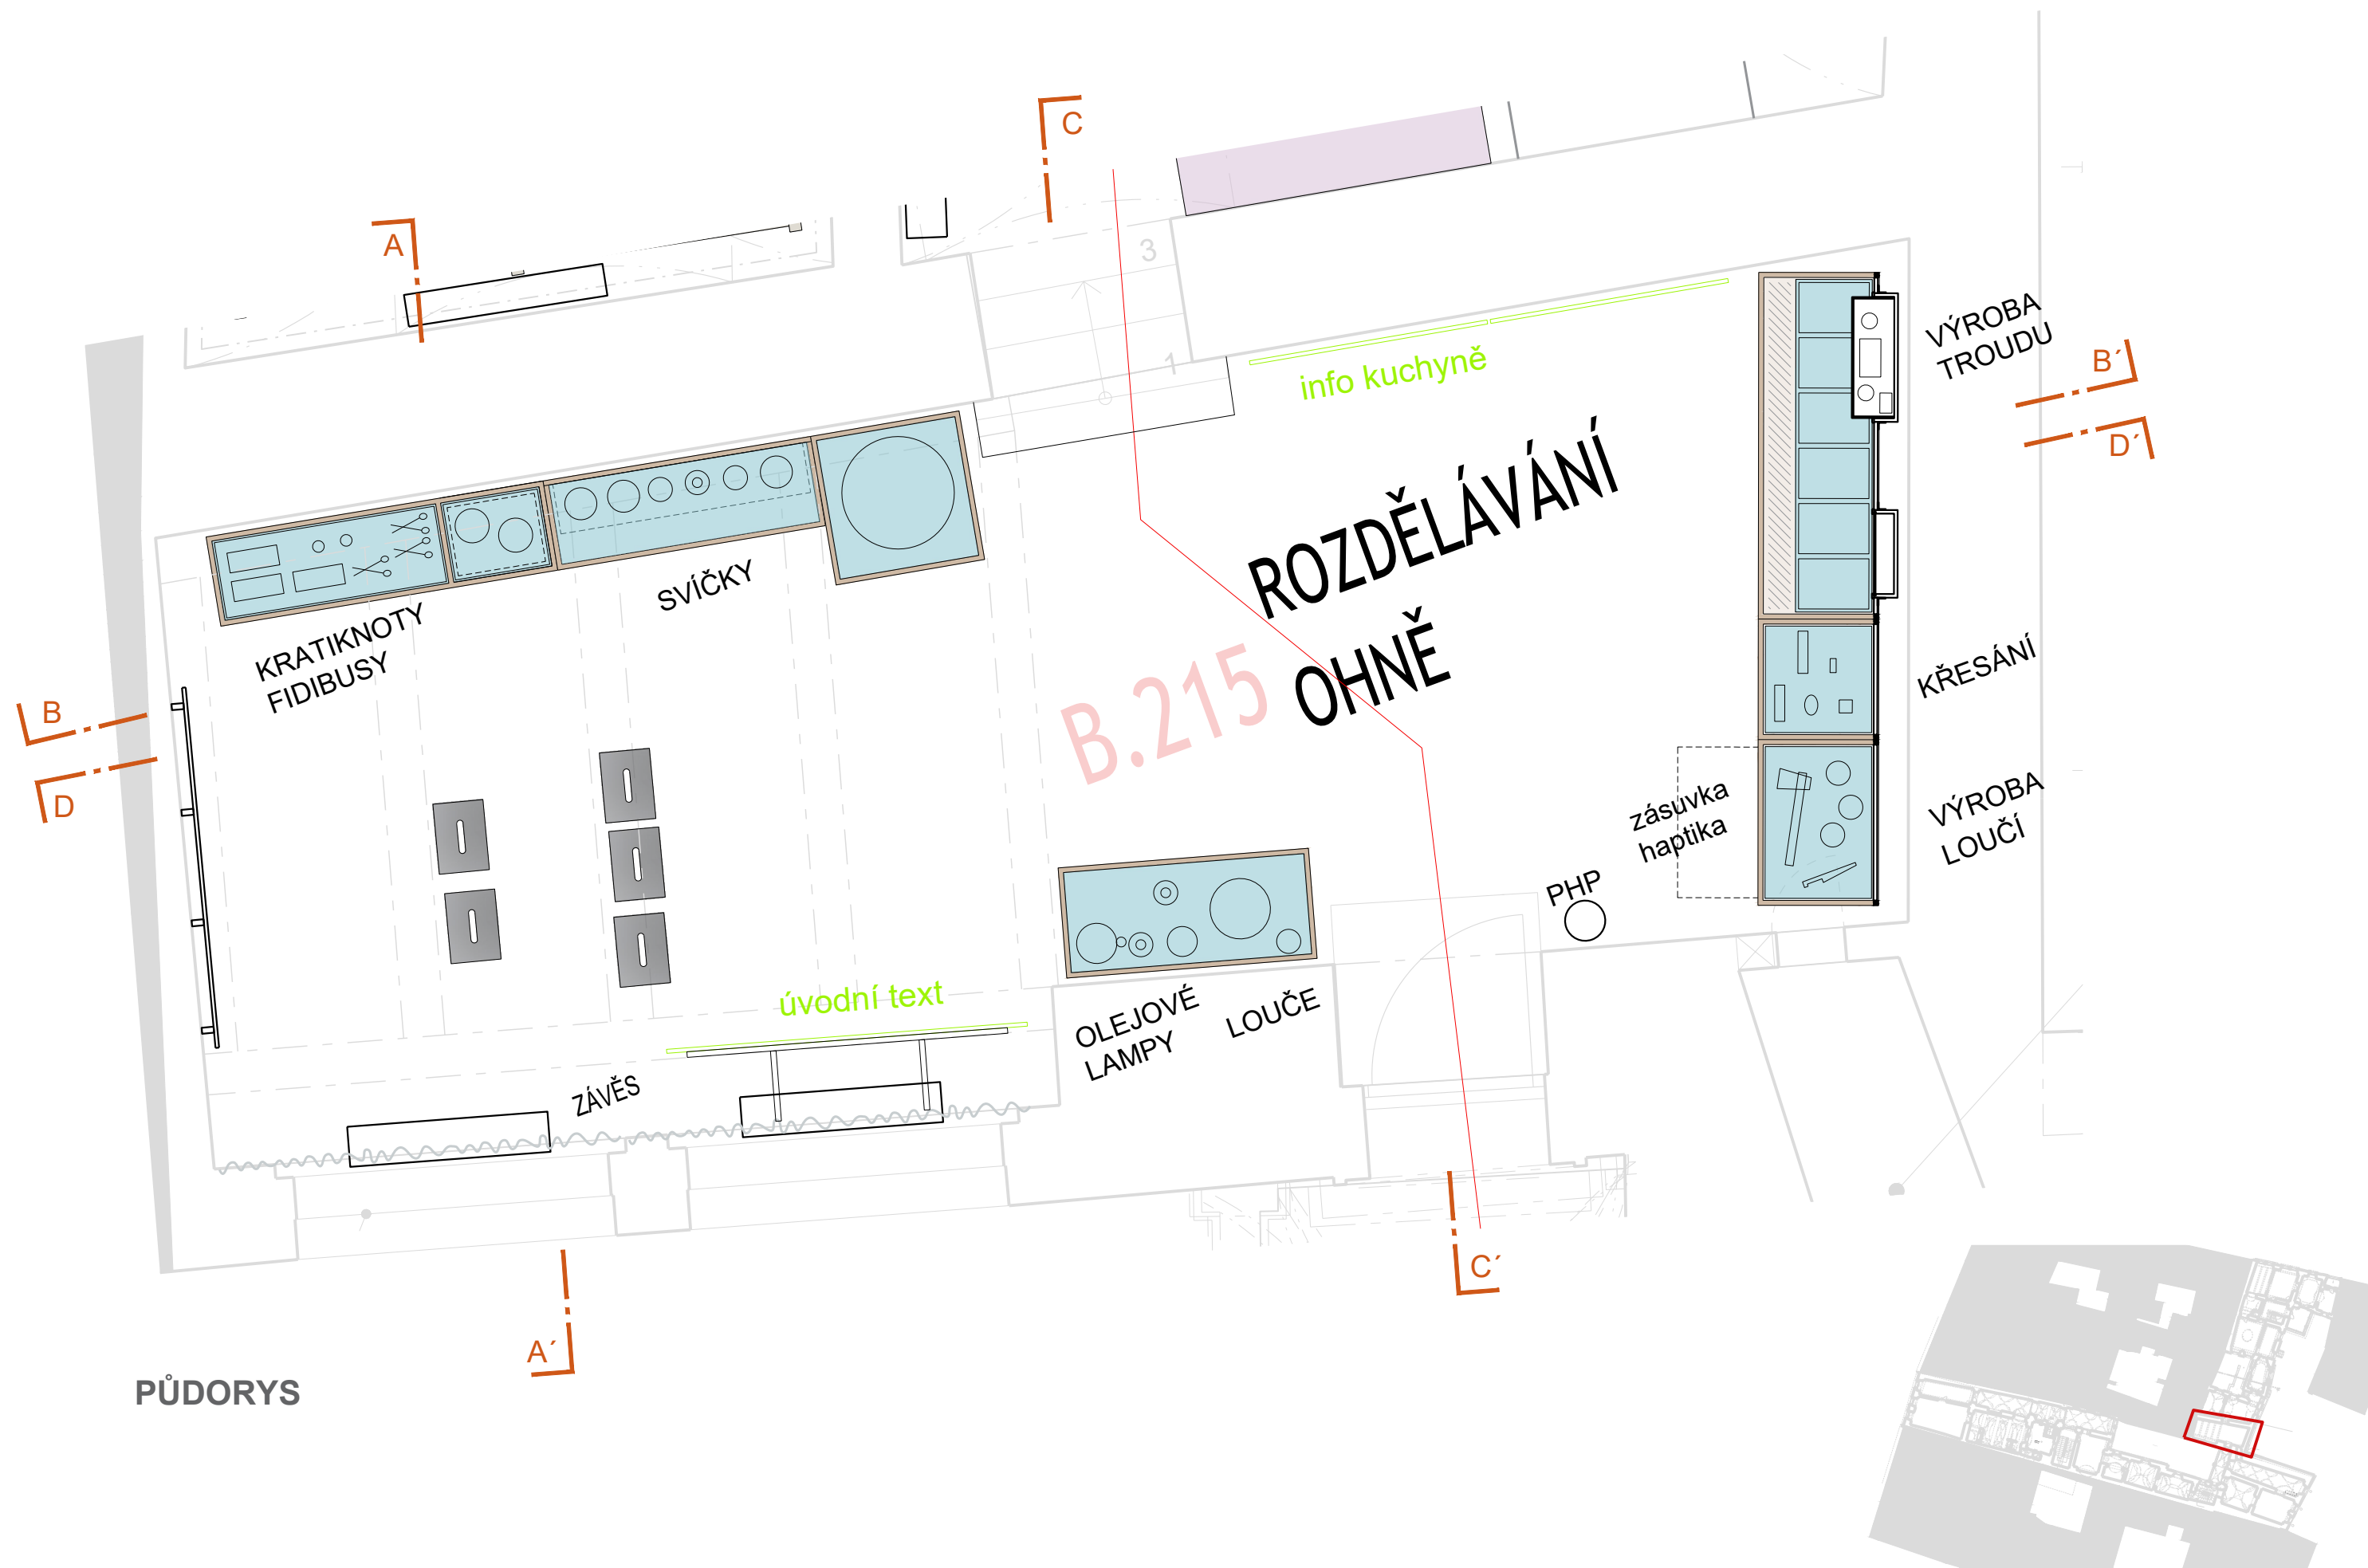 C
A
3
1
info kuchyně
VÝROBA
TROUDU
B´
D´
ROZDĚLÁVÁNÍ
OHNĚ
B.215
SVÍČKY
KRATIKNOTY
FIDIBUSY
KŘESÁNÍ
B
D
zásuvka
haptika
VÝROBA
LOUČÍ
PHP
úvodní text
OLEJOVÉ
LAMPY
LOUČE
ZÁVĚS
C´
A´
PŮDORYS